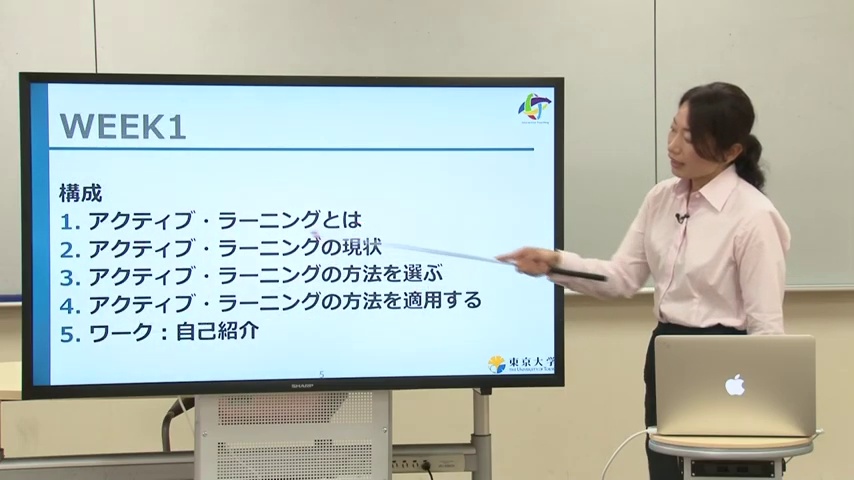 WEEK1
構成
1. アクティブ・ラーニングとは
2. アクティブ・ラーニングの現状
3. アクティブ・ラーニングの方法を選ぶ
4. アクティブ・ラーニングの方法を適用する
5. ワーク：自己紹介
5
東京大学
SHARP